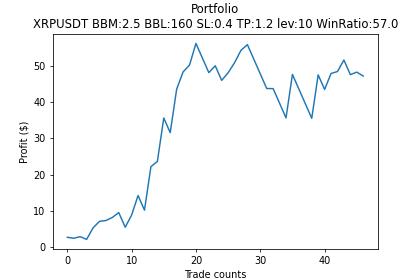 Portfolio
XRPUSDT BBM:2.5 BBL:160 SL:0.4 TP:1.2 lev:10 WinRatio:57.0
Profit ($)
50
40
30
20
10
0
0
10
20
30
40
Trade counts